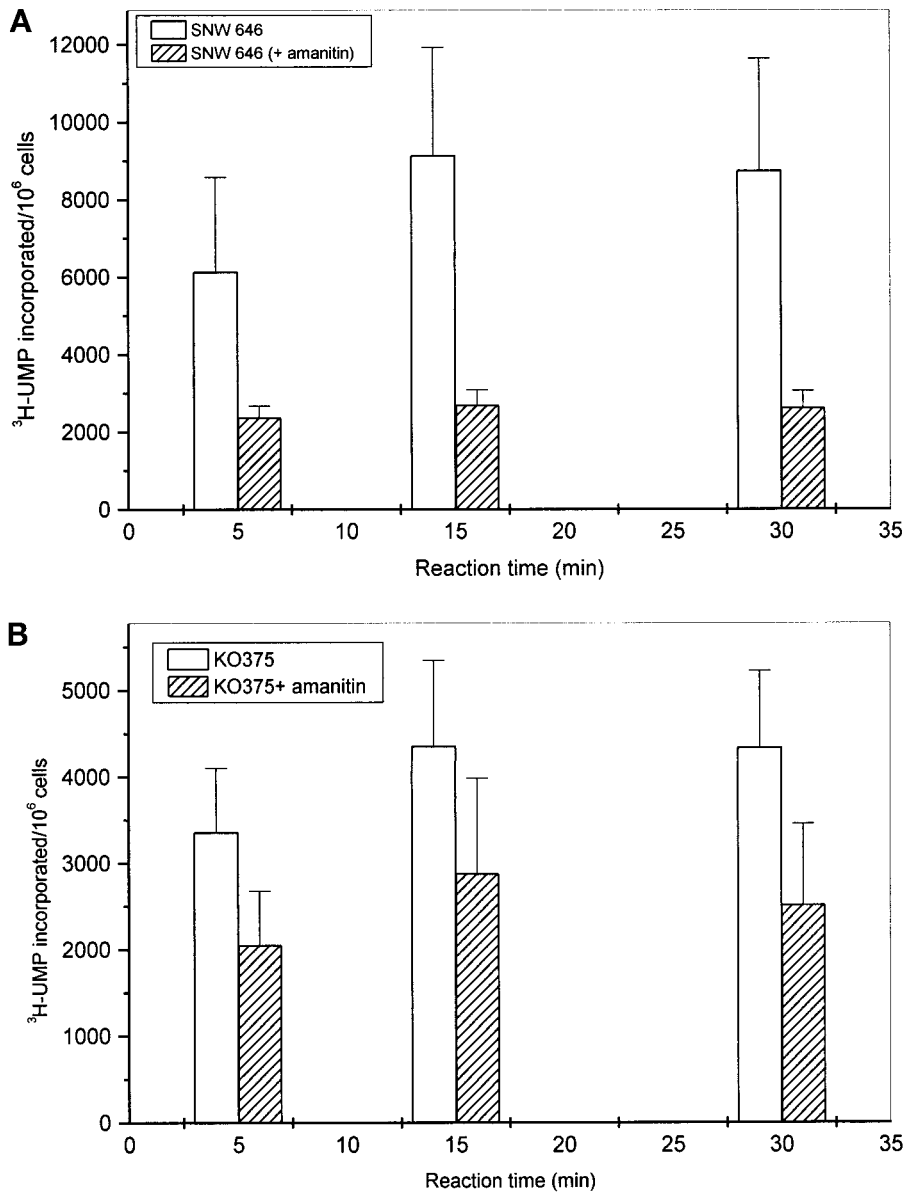 A
SNW 646
SNW 646 (+ amanitin)
12000
10000
8000
6000
4000
2000
0
³H-UMP incorporated/10⁶ cells
0 5 10 15 20 25 30 35
Reaction time (min)
B
KO375
KO375+ amanitin
5000
4000
3000
2000
1000
0
³H-UMP incorporated/10⁶ cells
0 5 10 15 20 25 30 35
Reaction time (min)